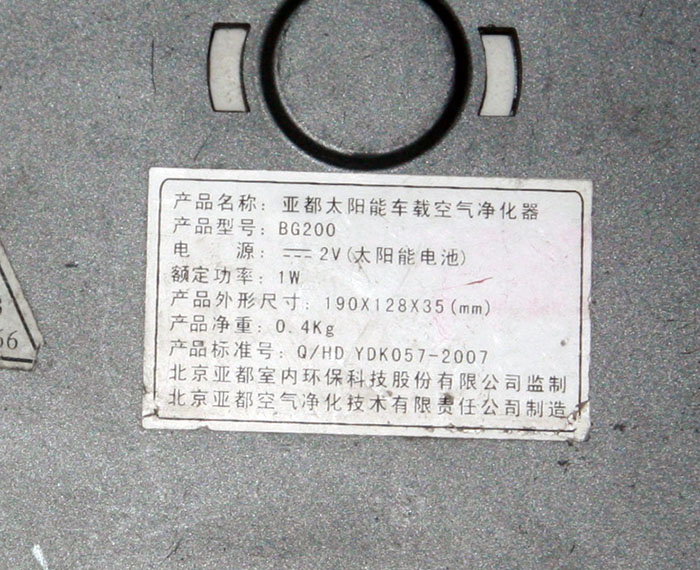 产品名称：亚都太阳能车载空气净化器
产品型号：BG200
电　源：⎓2V(太阳能电池)
额定功率：1W
产品外形尺寸：190X128X35(mm)
产品净重：0.4Kg
产品标准号：Q/HD YDK057-2007
北京亚都室内环保科技股份有限公司监制
北京亚都空气净化技术有限责任公司制造
66